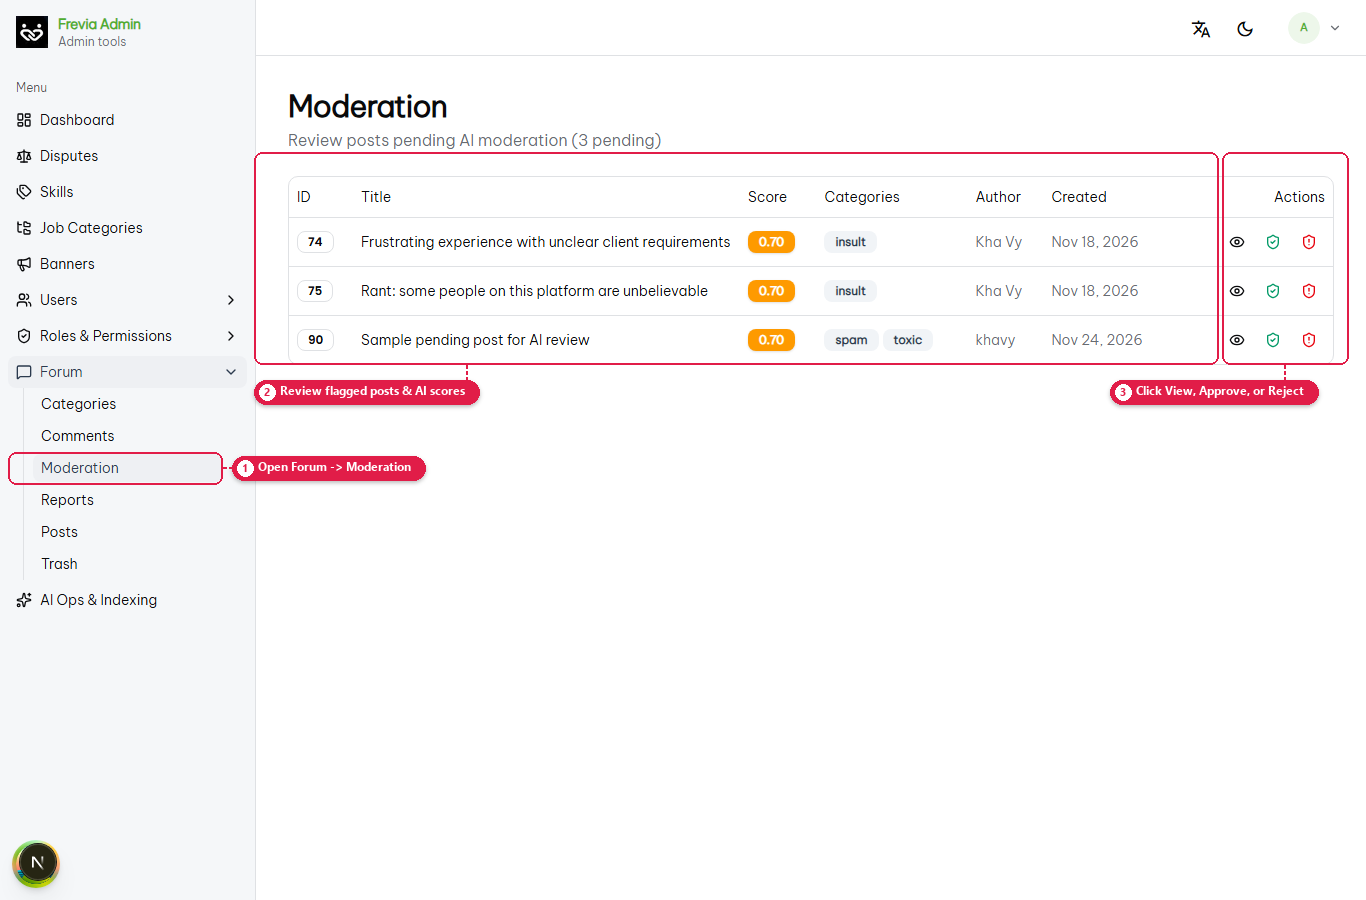 Frevia Admin
Admin tools
Menu
Dashboard
Disputes
Skills
Job Categories
Banners
Users
Roles & Permissions
Forum
Categories
Comments
Moderation
Reports
Posts
Trash
AI Ops & Indexing
N
A
Moderation
Review posts pending AI moderation (3 pending)
ID Title Score Categories Author Created Actions
74 Frustrating experience with unclear client requirements 0.70 insult Kha Vy Nov 18, 2026
75 Rant: some people on this platform are unbelievable 0.70 insult Kha Vy Nov 18, 2026
90 Sample pending post for AI review 0.70 spam toxic khavy Nov 24, 2026
2 Review flagged posts & AI scores
3 Click View, Approve, or Reject
1 Open Forum -> Moderation